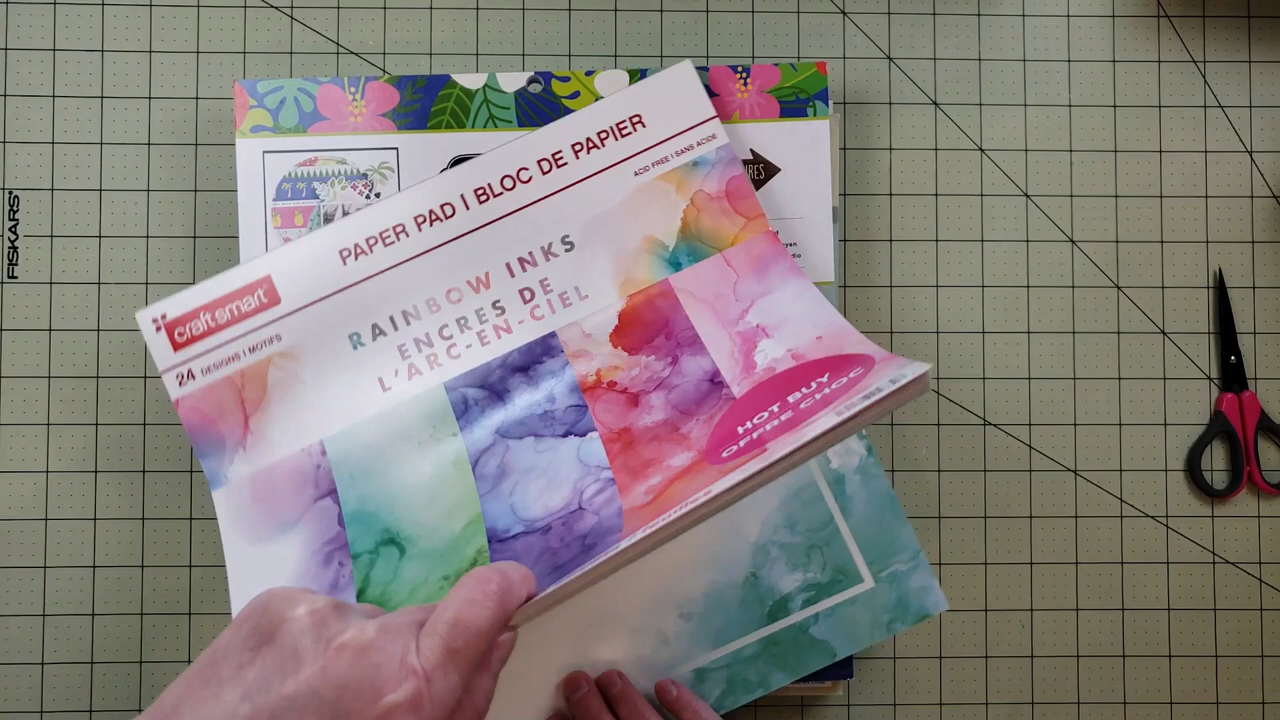 PAPER PAD | BLOC DE PAPIER
ACID FREE | SANS ACIDE
craftsmart
24 DESIGNS | MOTIFS
RAINBOW INKS
ENCRES DE
L'ARC-EN-CIEL
HOT BUY
OFFRE CHOC
FISKARS